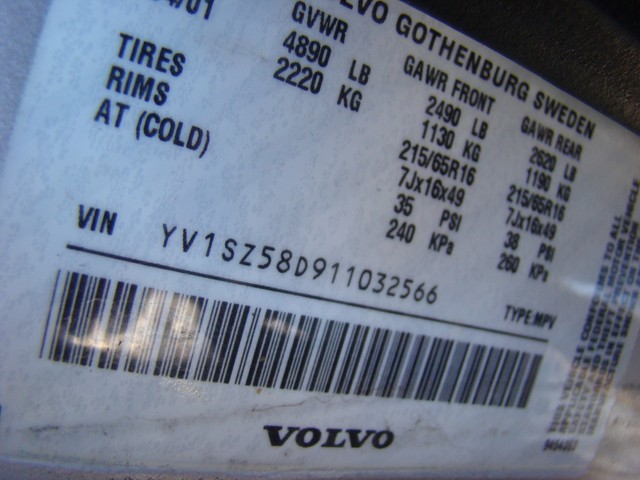 /01
VOLVO GOTHENBURG SWEDEN
GVWR GAWR FRONT GAWR REAR
4890 LB 2490 LB 2620 LB
2220 KG 1130 KG 1190 KG
TIRES 215/65R16 215/65R16
RIMS 7Jx16x49 7Jx16x49
AT (COLD) 35 PSI 38 PSI
240 KPa 260 KPa
VIN YV1SZ58D911032566
TYPE:MPV
VOLVO